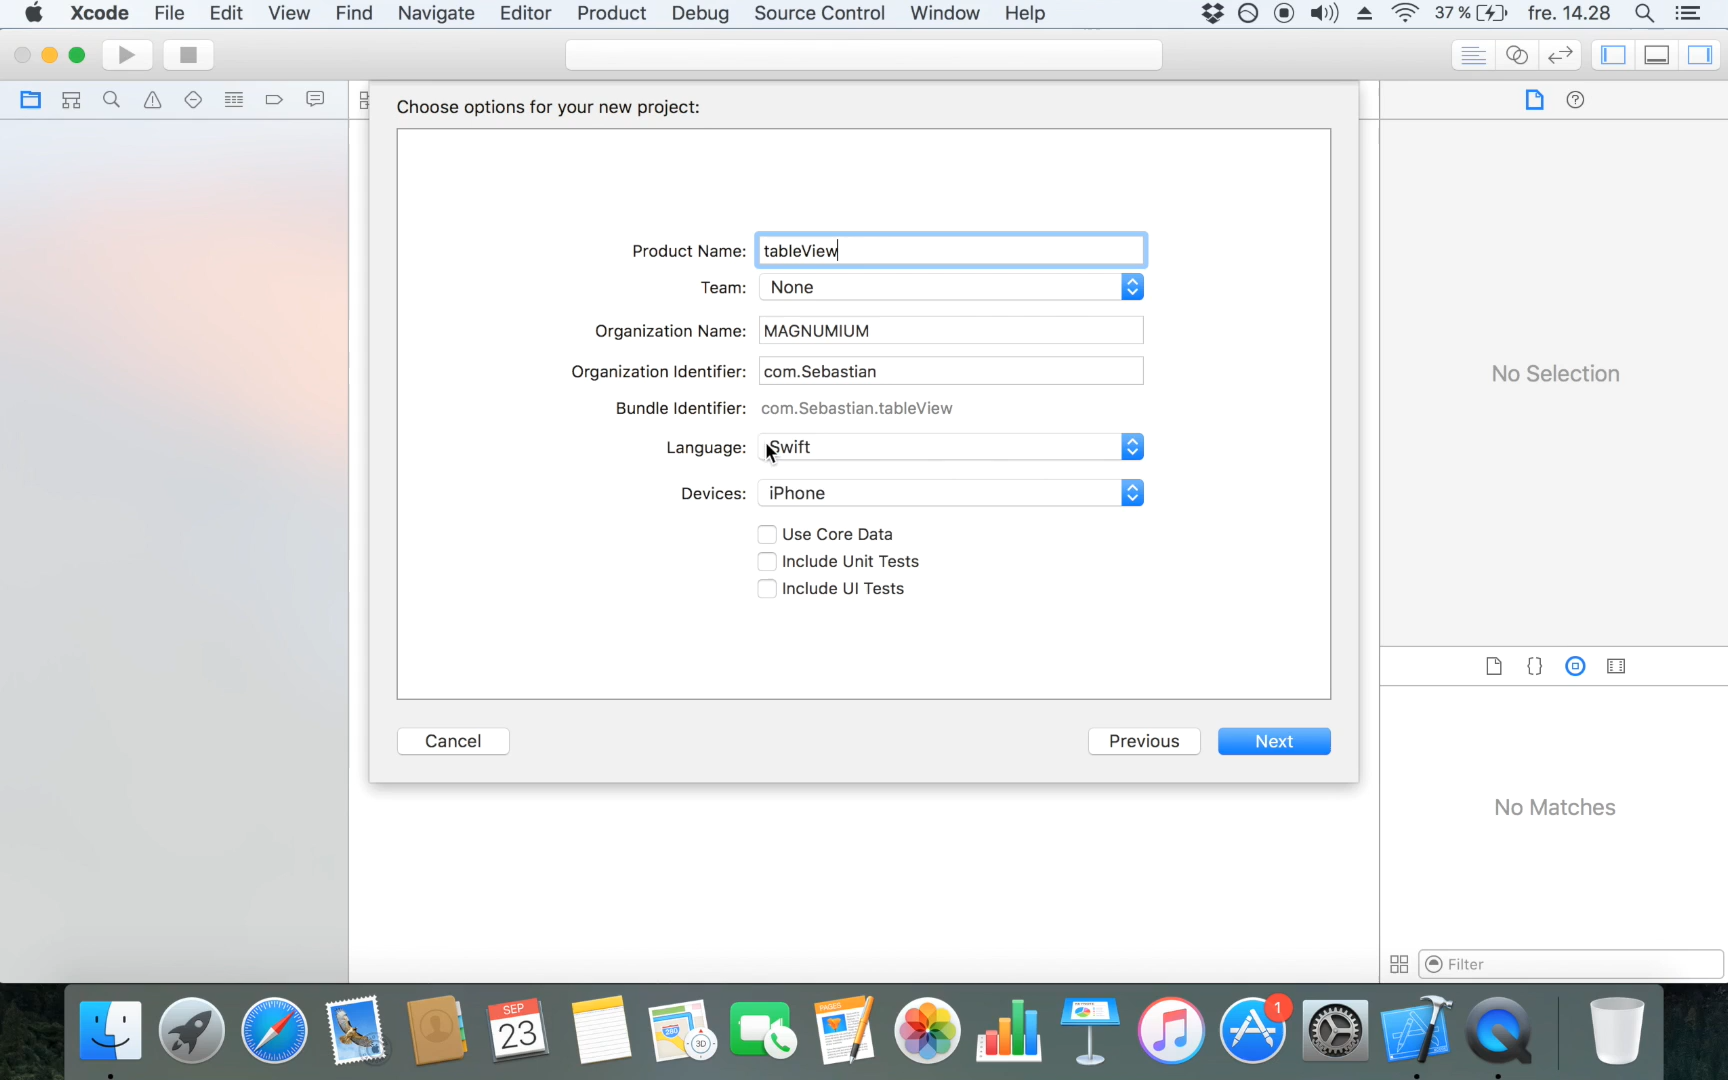 Xcode File Edit View Find Navigate Editor Product Debug Source Control Window Help 37 % fre. 14.28
Choose options for your new project:
Product Name: tableView
Team: None
Organization Name: MAGNUMIUM
Organization Identifier: com.Sebastian
Bundle Identifier: com.Sebastian.tableView
Language: Swift
Devices: iPhone
Use Core Data
Include Unit Tests
Include UI Tests
Cancel Previous Next
No Selection
No Matches
Filter
SEP
23
280
3D
PAGES
1